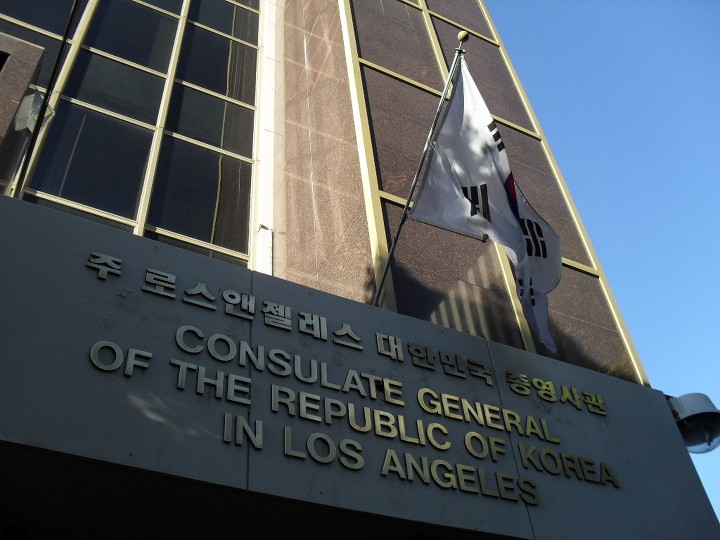 주 로스앤젤레스 대한민국 총영사관
CONSULATE GENERAL
OF THE REPUBLIC OF KOREA
IN LOS ANGELES